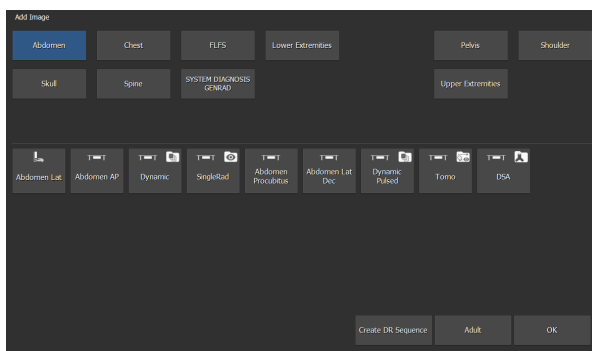 Add Image
Abdomen
Chest
FLFS
Lower Extremities
Pelvis
Shoulder
Skull
Spine
SYSTEM DIAGNOSIS
GENRAD
Upper Extremities
Abdomen Lat
Abdomen AP
Dynamic
SingleRad
Abdomen
Procubitus
Abdomen Lat
Dec
Dynamic
Pulsed
Tomo
DSA
Create DR Sequence
Adult
OK